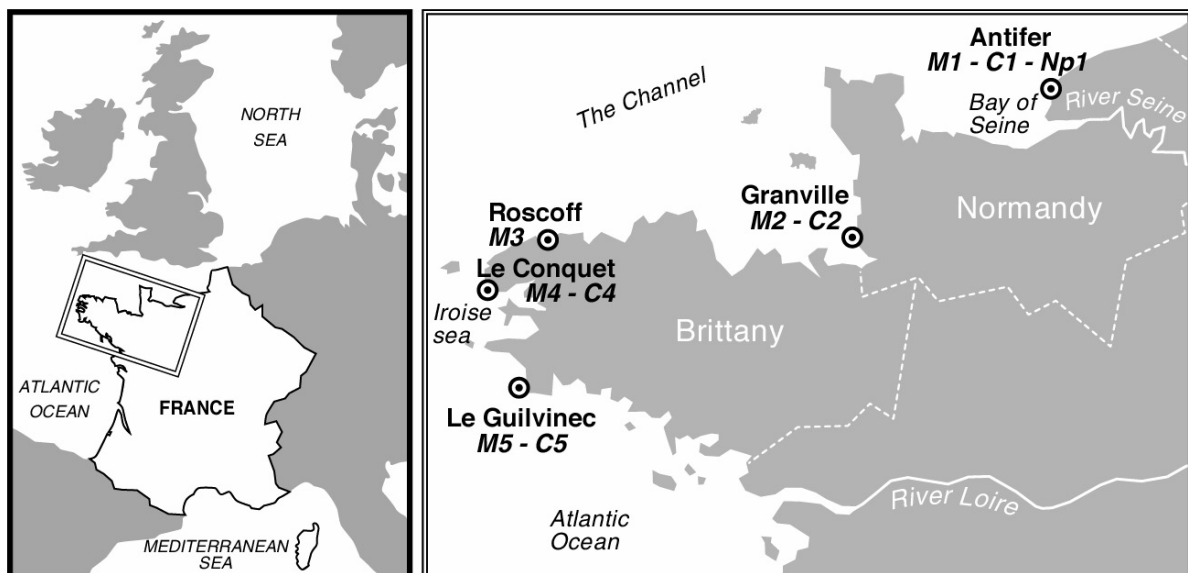 NORTH
SEA
ATLANTIC
OCEAN
FRANCE
MEDITERRANEAN
SEA
The Channel
Antifer
M1 - C1 - Np1
Bay of
Seine
River Seine
Granville
M2 - C2
Normandy
Roscoff
M3
Le Conquet
M4 - C4
Iroise
sea
Brittany
Le Guilvinec
M5 - C5
River Loire
Atlantic
Ocean